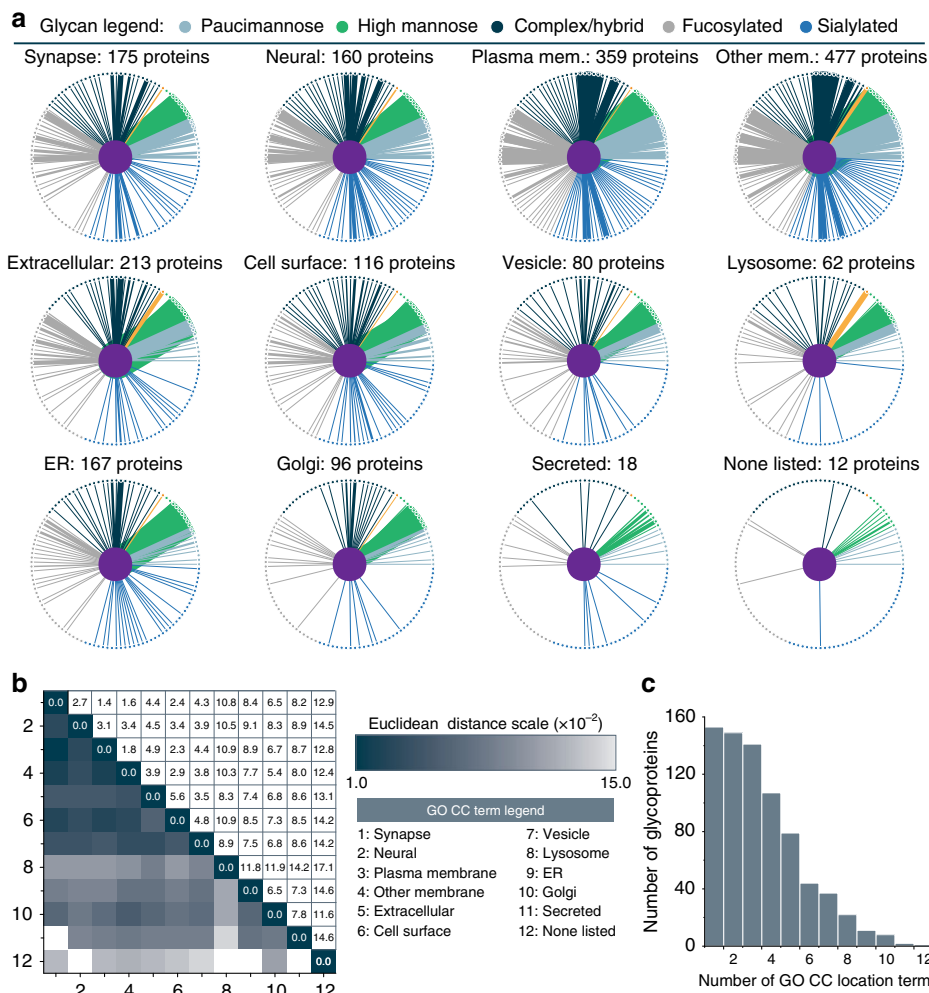 a Glycan legend: Paucimannose High mannose Complex/hybrid Fucosylated Sialylated
Synapse: 175 proteins Neural: 160 proteins Plasma mem.: 359 proteins Other mem.: 477 proteins
Extracellular: 213 proteins Cell surface: 116 proteins Vesicle: 80 proteins Lysosome: 62 proteins
ER: 167 proteins Golgi: 96 proteins Secreted: 18 None listed: 12 proteins
b
0.0 2.7 1.4 1.6 4.4 2.4 4.3 10.8 8.4 6.5 8.2 12.9
2 0.0 3.1 3.4 4.5 3.4 3.9 10.5 9.1 8.3 8.9 14.5
0.0 1.8 4.9 2.3 4.4 10.9 8.9 6.7 8.7 12.8
4 0.0 3.9 2.9 3.8 10.3 7.7 5.4 8.0 12.4
0.0 5.6 3.5 8.3 7.4 6.8 8.6 13.1
6 0.0 4.8 10.9 8.5 7.3 8.5 14.2
0.0 8.9 7.5 6.8 8.6 14.2
8 0.0 11.8 11.9 14.2 17.1
0.0 6.5 7.3 14.6
10 0.0 7.8 11.6
0.0 14.6
12 0.0
2 4 6 8 10 12
Euclidean distance scale (×10⁻²)
1.0 15.0
GO CC term legend
1: Synapse 7: Vesicle
2: Neural 8: Lysosome
3: Plasma membrane 9: ER
4: Other membrane 10: Golgi
5: Extracellular 11: Secreted
6: Cell surface 12: None listed
c
Number of glycoproteins
160
120
80
40
0
2 4 6 8 10 12
Number of GO CC location term